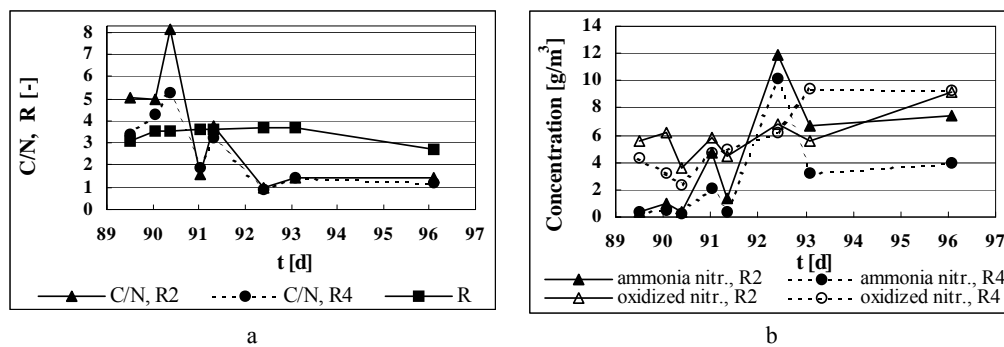 C/N, R [-]
8
7
6
5
4
3
2
1
0
89 90 91 92 93 94 95 96 97
t [d]
C/N, R2 C/N, R4 R
a
Concentration [g/m³]
14
12
10
8
6
4
2
0
89 90 91 92 93 94 95 96 97
t [d]
ammonia nitr., R2 ammonia nitr., R4
oxidized nitr., R2 oxidized nitr., R4
b